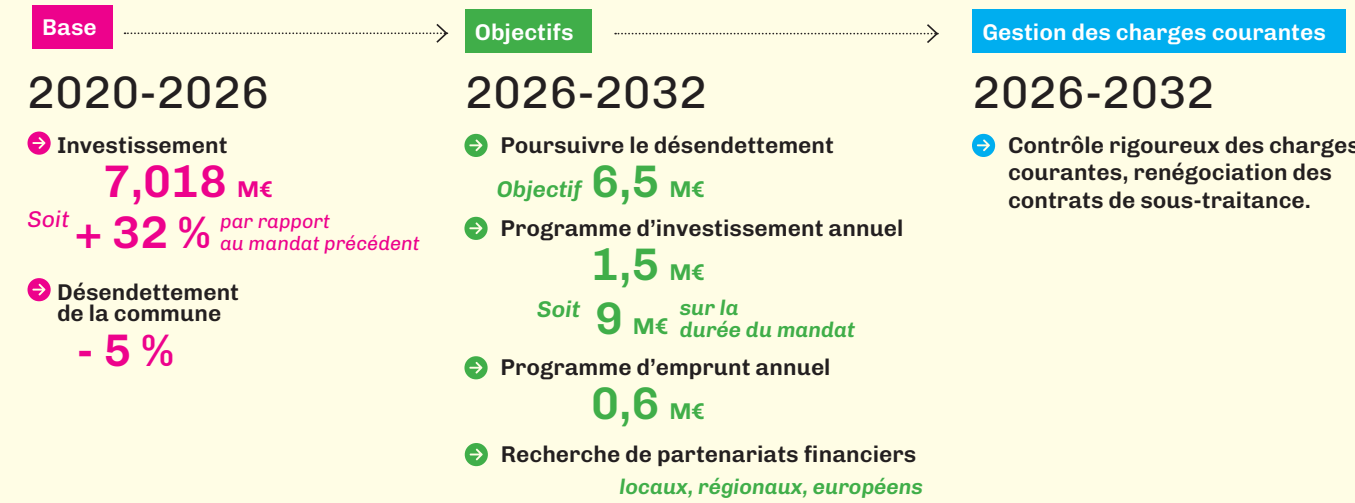 Base
2020-2026
Investissement
7,018 M€
Soit + 32 % par rapport
au mandat précédent
Désendettement
de la commune
- 5 %
Objectifs
2026-2032
Poursuivre le désendettement
Objectif 6,5 M€
Programme d'investissement annuel
1,5 M€
Soit 9 M€ sur la
durée du mandat
Programme d'emprunt annuel
0,6 M€
Recherche de partenariats financiers
locaux, régionaux, européens
Gestion des charges courantes
2026-2032
Contrôle rigoureux des charges
courantes, renégociation des
contrats de sous-traitance.